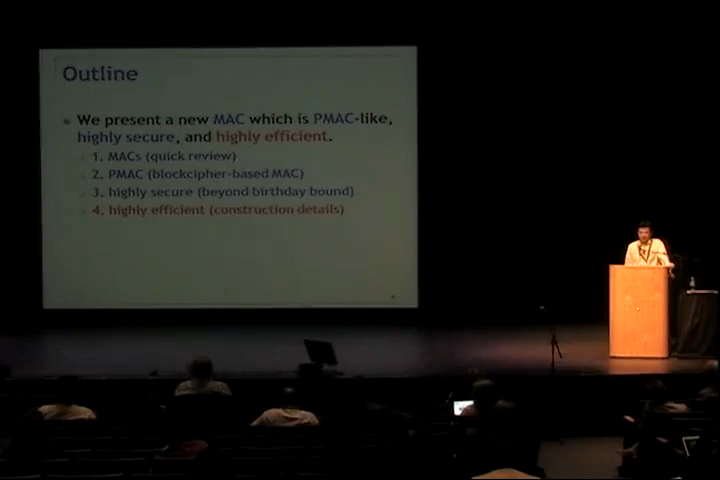 Outline
We present a new MAC which is PMAC-like,
highly secure, and highly efficient.
1. MACs (quick review)
2. PMAC (blockcipher-based MAC)
3. highly secure (beyond birthday bound)
4. highly efficient (construction details)